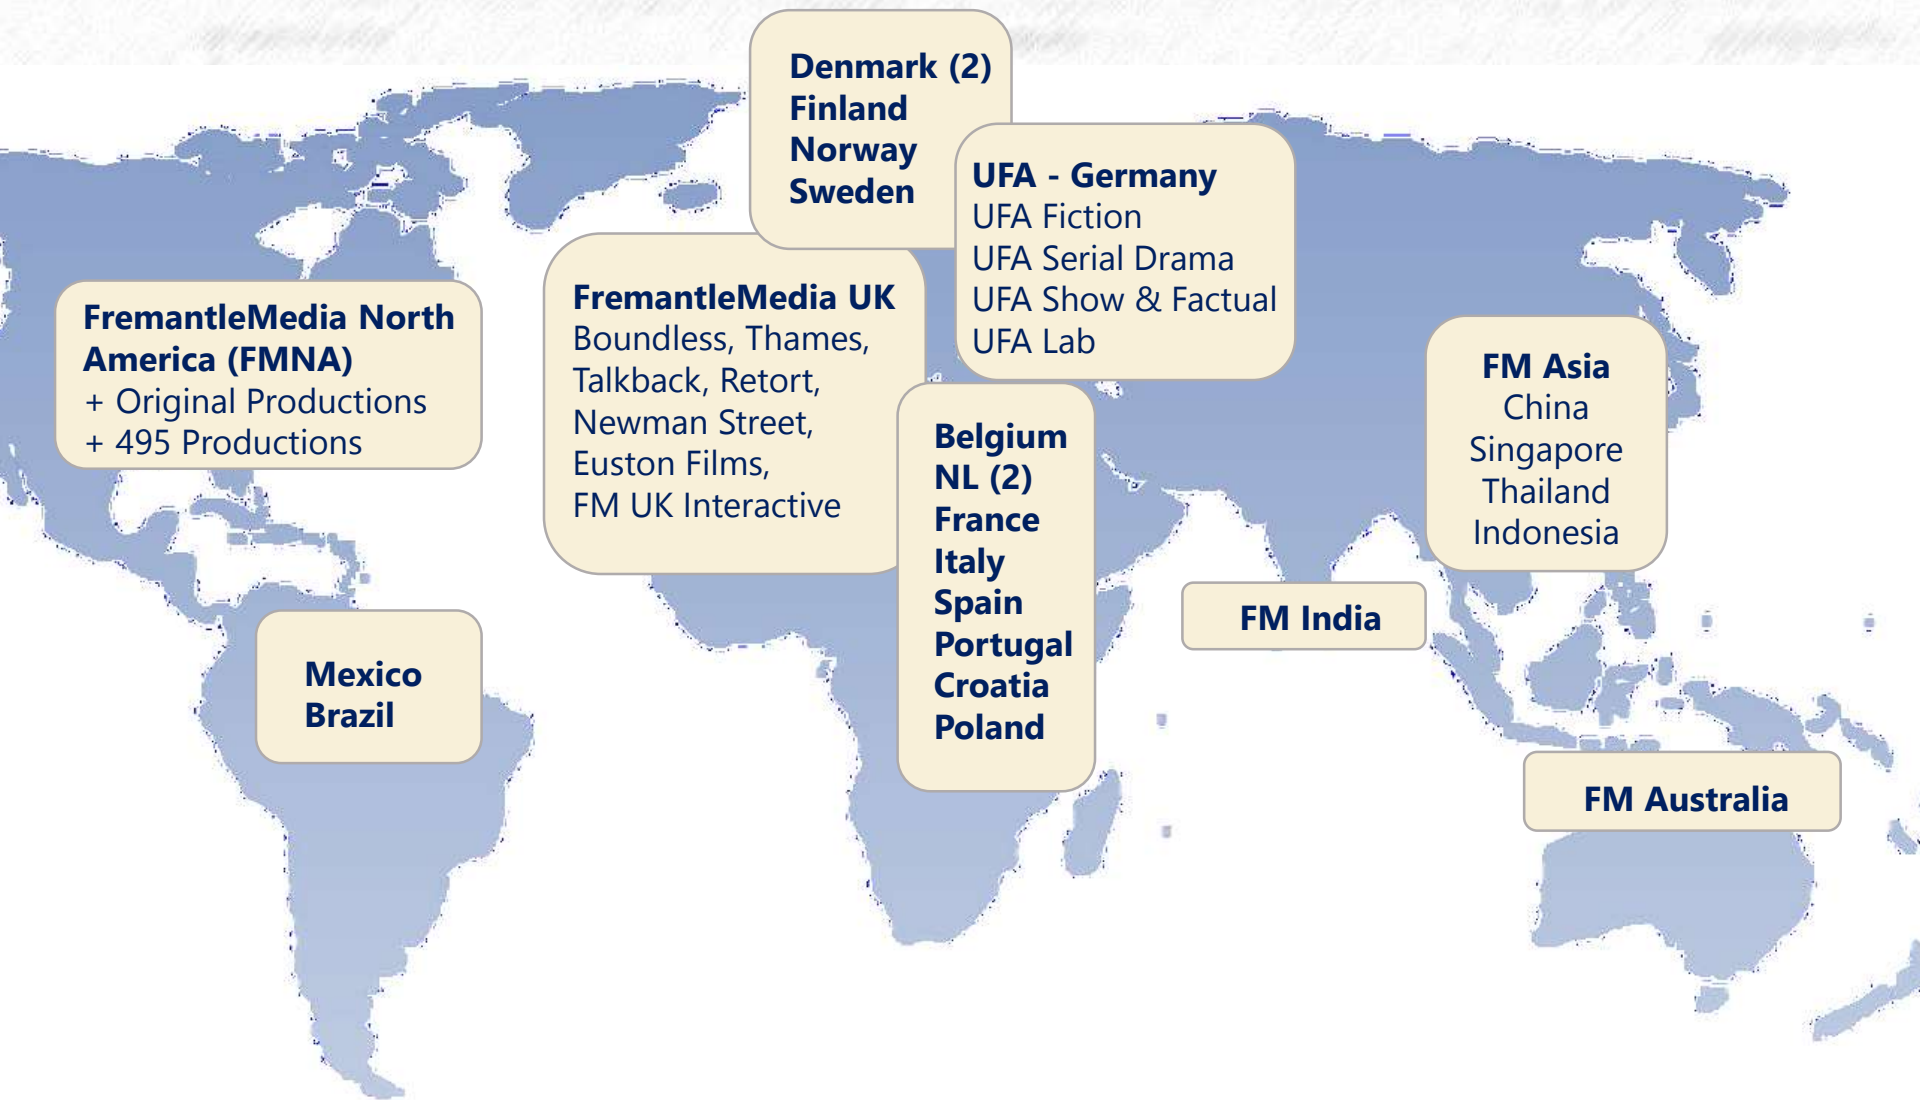 Denmark (2)
Finland
Norway
Sweden
UFA - Germany
UFA Fiction
UFA Serial Drama
UFA Show & Factual
UFA Lab
FremantleMedia UK
Boundless, Thames,
Talkback, Retort,
Newman Street,
Euston Films,
FM UK Interactive
FremantleMedia North
America (FMNA)
+ Original Productions
+ 495 Productions
FM Asia
China
Singapore
Thailand
Indonesia
Belgium
NL (2)
France
Italy
Spain
Portugal
Croatia
Poland
FM India
Mexico
Brazil
FM Australia